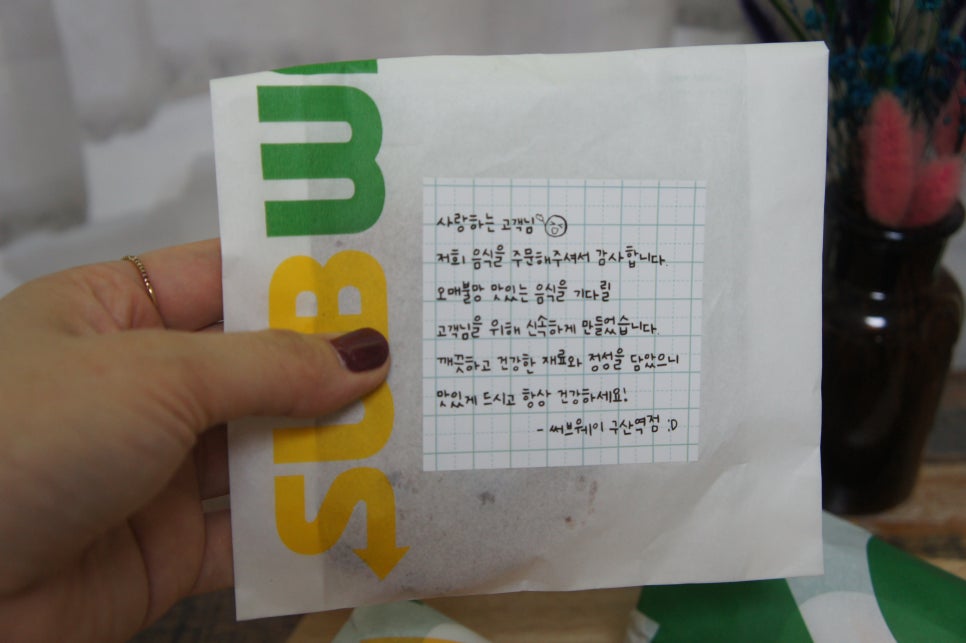 SUBW
사랑하는 고객님♡
저희 음식을 주문해주셔서 감사합니다.
오매불망 맛있는 음식을 기다릴
고객님을 위해 신속하게 만들었습니다.
깨끗하고 건강한 재료와 정성을 담았으니
맛있게 드시고 항상 건강하세요!
- 써브웨이 구산역점 :D